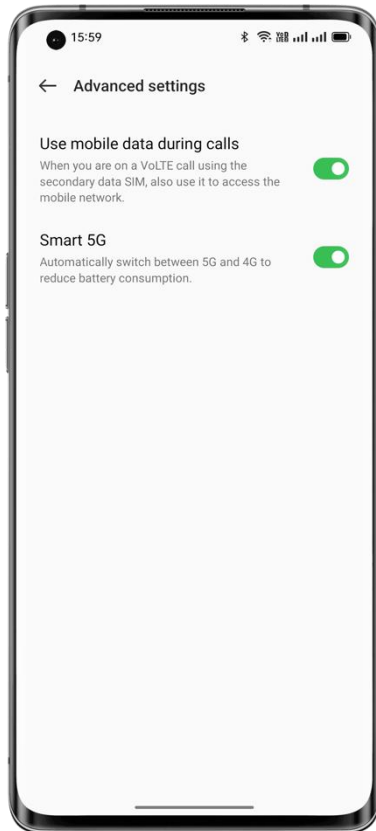 15:59
Advanced settings
Use mobile data during calls
When you are on a VoLTE call using the
secondary data SIM, also use it to access the
mobile network.
Smart 5G
Automatically switch between 5G and 4G to
reduce battery consumption.